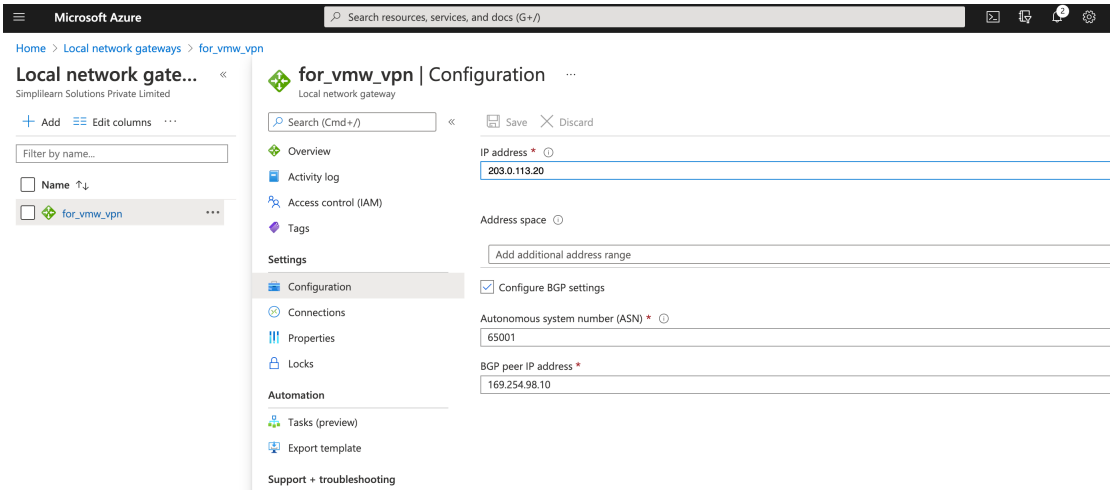 Microsoft Azure
Search resources, services, and docs (G+/)
2
Home > Local network gateways > for_vmw_vpn
Local network gate... «
Simplilearn Solutions Private Limited
+ Add Edit columns ...
Filter by name...
Name ↑↓
for_vmw_vpn ...
for_vmw_vpn | Configuration ...
Local network gateway
Search (Cmd+/) «
Overview
Activity log
Access control (IAM)
Tags
Settings
Configuration
Connections
Properties
Locks
Automation
Tasks (preview)
Export template
Support + troubleshooting
Save Discard
IP address *
203.0.113.20
Address space
Add additional address range
Configure BGP settings
Autonomous system number (ASN) *
65001
BGP peer IP address *
169.254.98.10